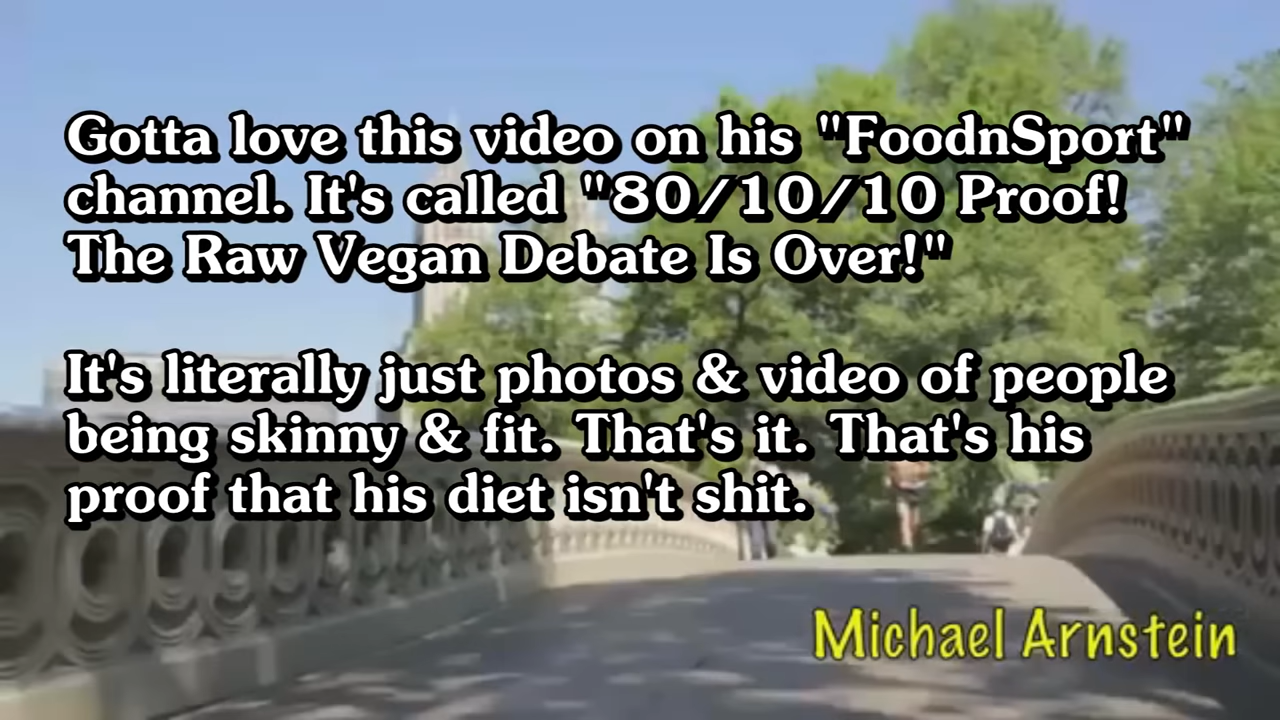 Gotta love this video on his "FoodnSport"
channel. It's called "80/10/10 Proof!
The Raw Vegan Debate Is Over!"
It's literally just photos & video of people
being skinny & fit. That's it. That's his
proof that his diet isn't shit.
Michael Arnstein